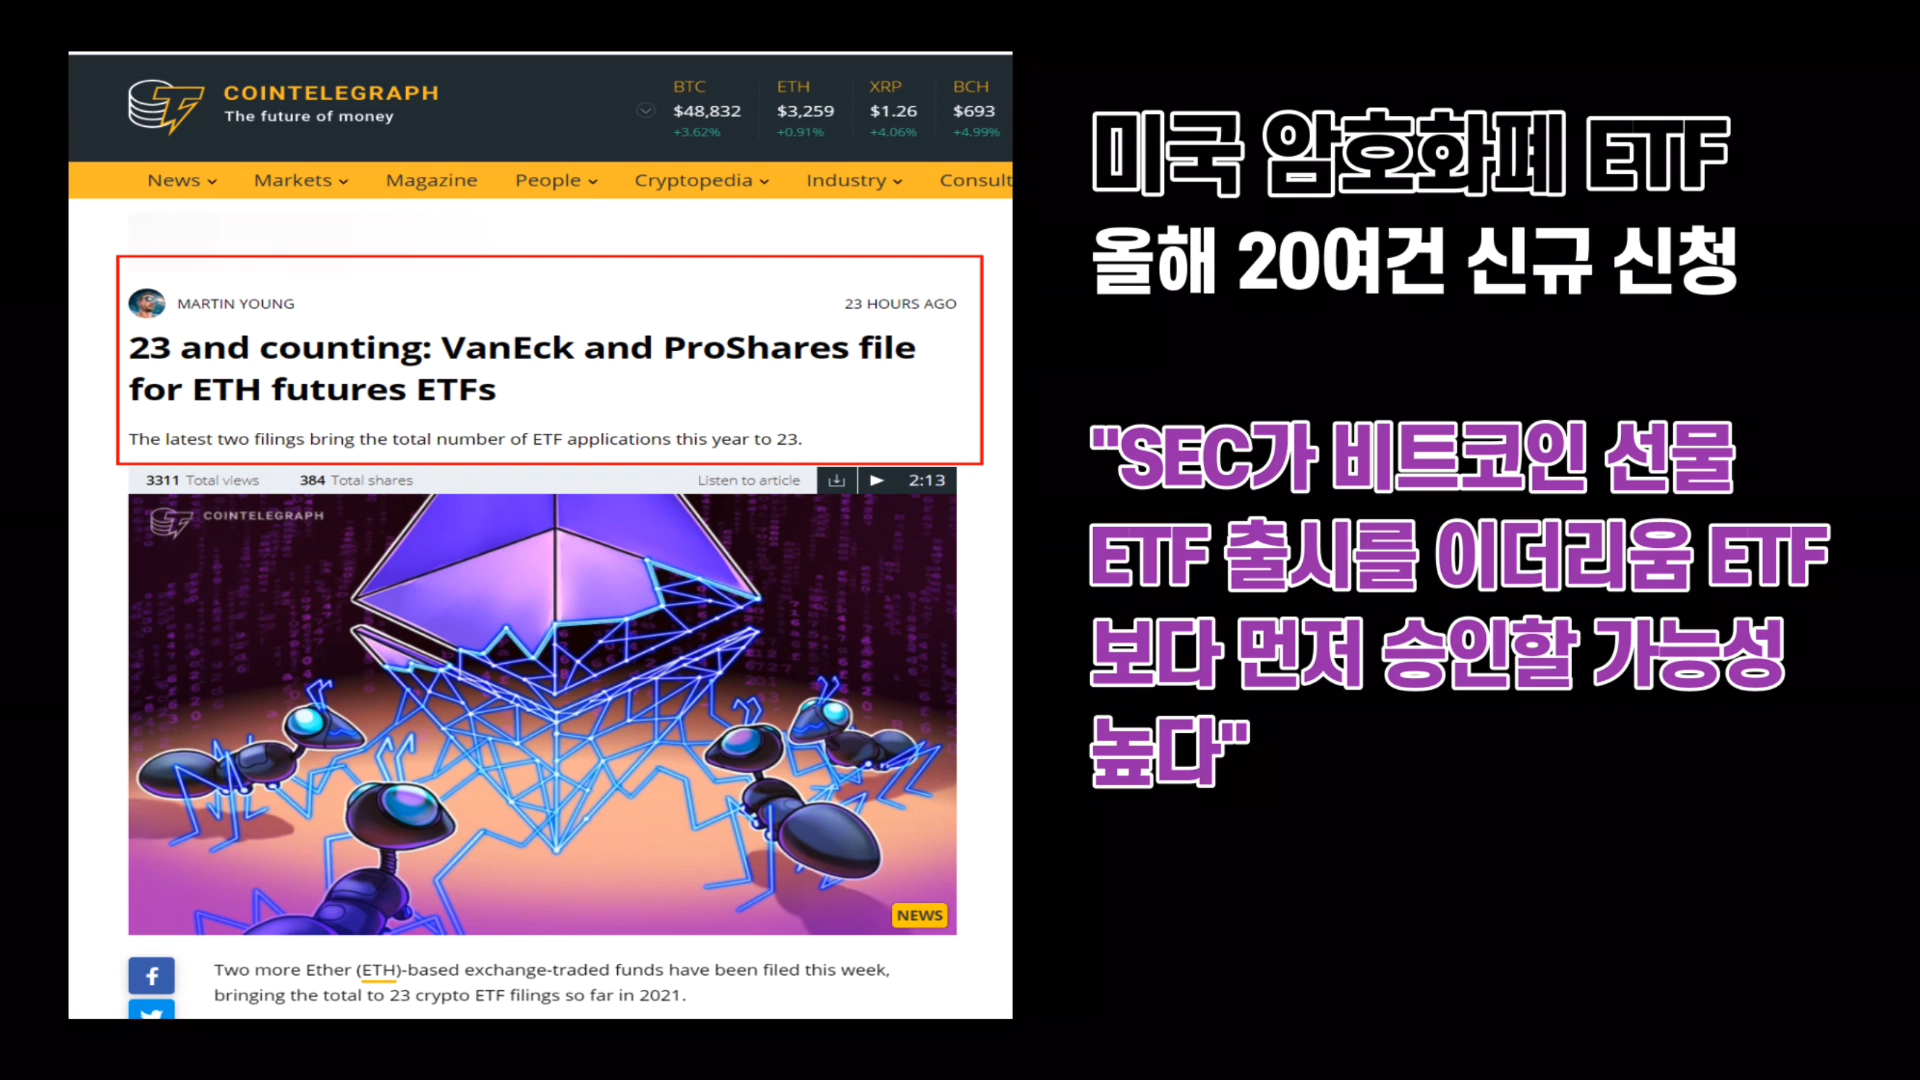 COINTELEGRAPH
The future of money
BTC ETH XRP BCH
$48,832 $3,259 $1.26 $693
+3.62% +0.91% +4.06% +4.99%
News Markets Magazine People Cryptopedia Industry Consult
MARTIN YOUNG 23 HOURS AGO
23 and counting: VanEck and ProShares file
for ETH futures ETFs
The latest two filings bring the total number of ETF applications this year to 23.
3311 Total views 384 Total shares Listen to article 2:13
COINTELEGRAPH
NEWS
Two more Ether (ETH)-based exchange-traded funds have been filed this week,
bringing the total to 23 crypto ETF filings so far in 2021.
미국 암호화폐 ETF
올해 20여건 신규 신청
"SEC가 비트코인 선물
ETF 출시를 이더리움 ETF
보다 먼저 승인할 가능성
높다"